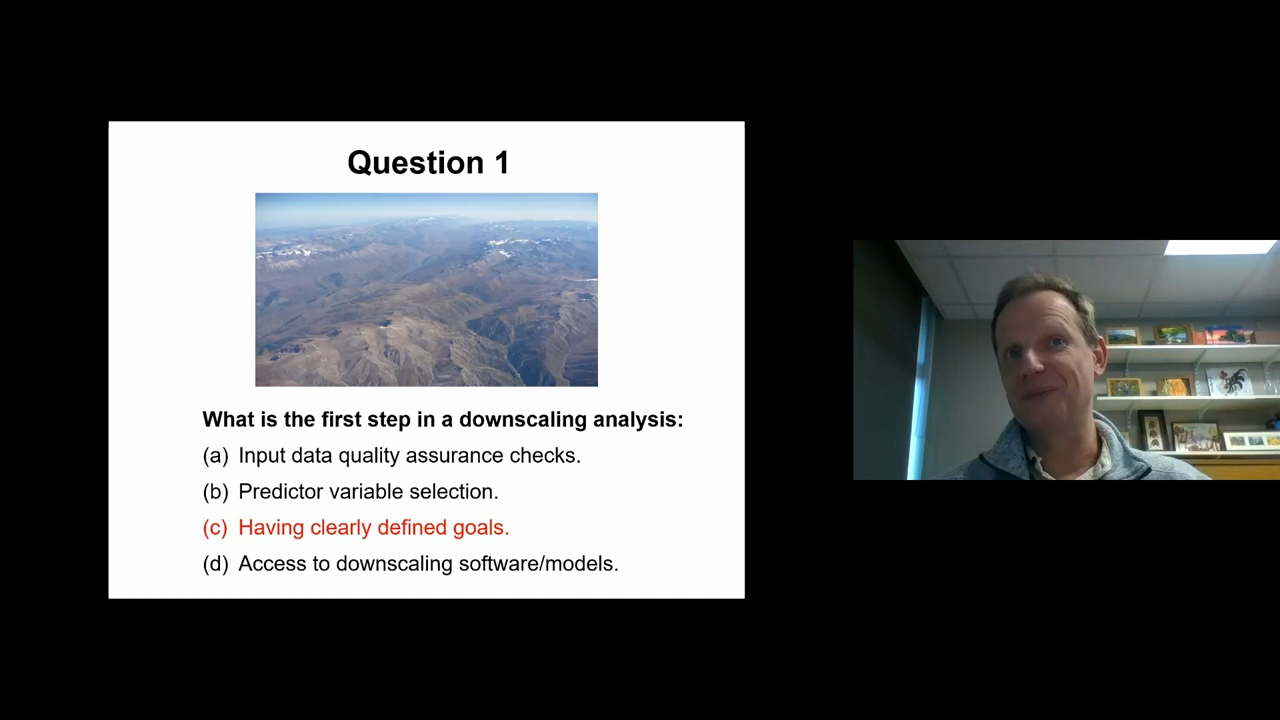 Question 1
What is the first step in a downscaling analysis:
(a) Input data quality assurance checks.
(b) Predictor variable selection.
(c) Having clearly defined goals.
(d) Access to downscaling software/models.